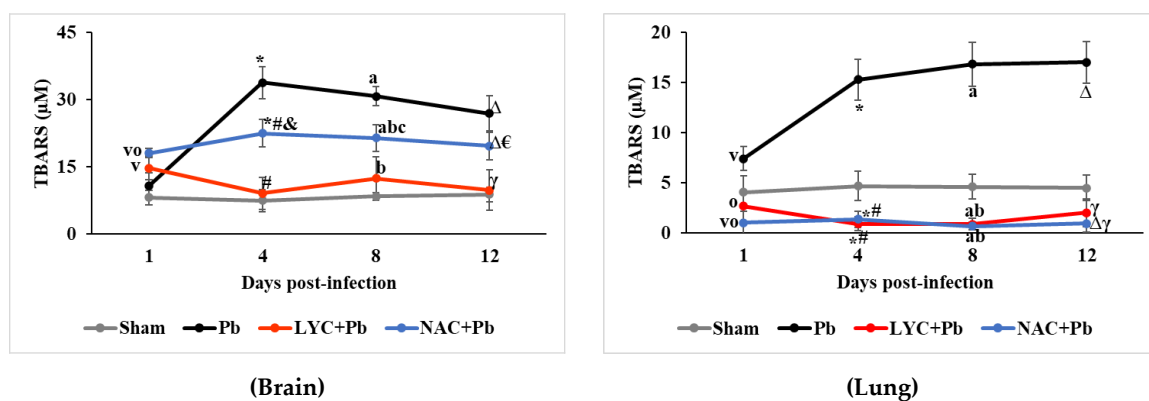 TBARS (µM)
45
30
15
0
*
a
Δ
*#&
abc
Δ€
vo
v
#
b
γ
1 4 8 12
Days post-infection
Sham Pb LYC+Pb NAC+Pb
(Brain)
TBARS (µM)
20
15
10
5
0
v
*
a
Δ
o
vo
*#
*#
ab
ab
γ
Δγ
1 4 8 12
Days post-infection
Sham Pb LYC+Pb NAC+Pb
(Lung)